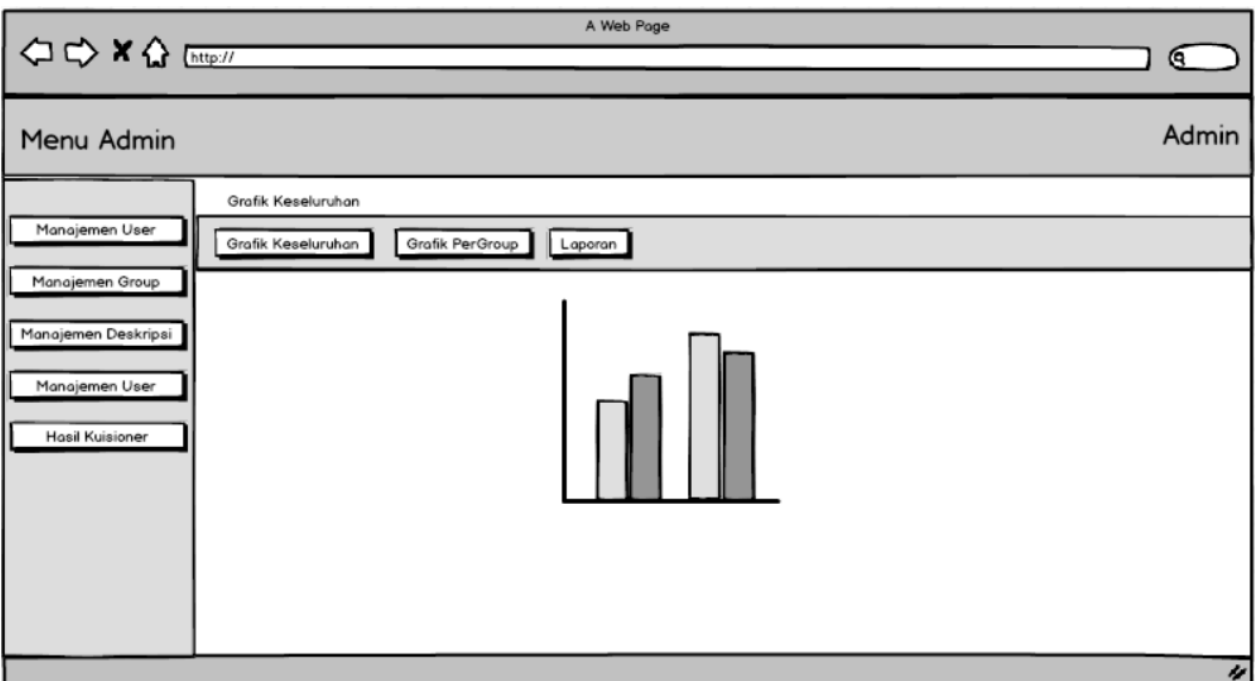 A Web Page
http://
Menu Admin
Admin
Manajemen User
Manajemen Group
Manajemen Deskripsi
Manajemen User
Hasil Kuisioner
Grafik Keseluruhan
Grafik Keseluruhan
Grafik PerGroup
Laporan